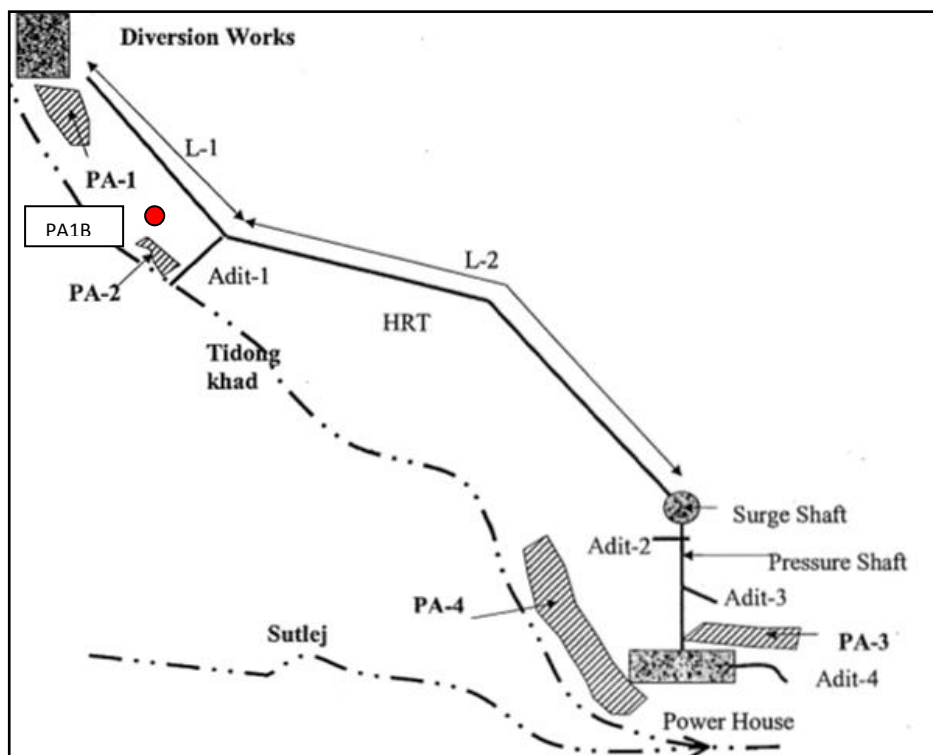 Diversion Works
L-1
PA-1
PA1B
PA-2
Adit-1
L-2
HRT
Tidong
khad
Surge Shaft
Adit-2
Pressure Shaft
Adit-3
PA-4
PA-3
Sutlej
Adit-4
Power House